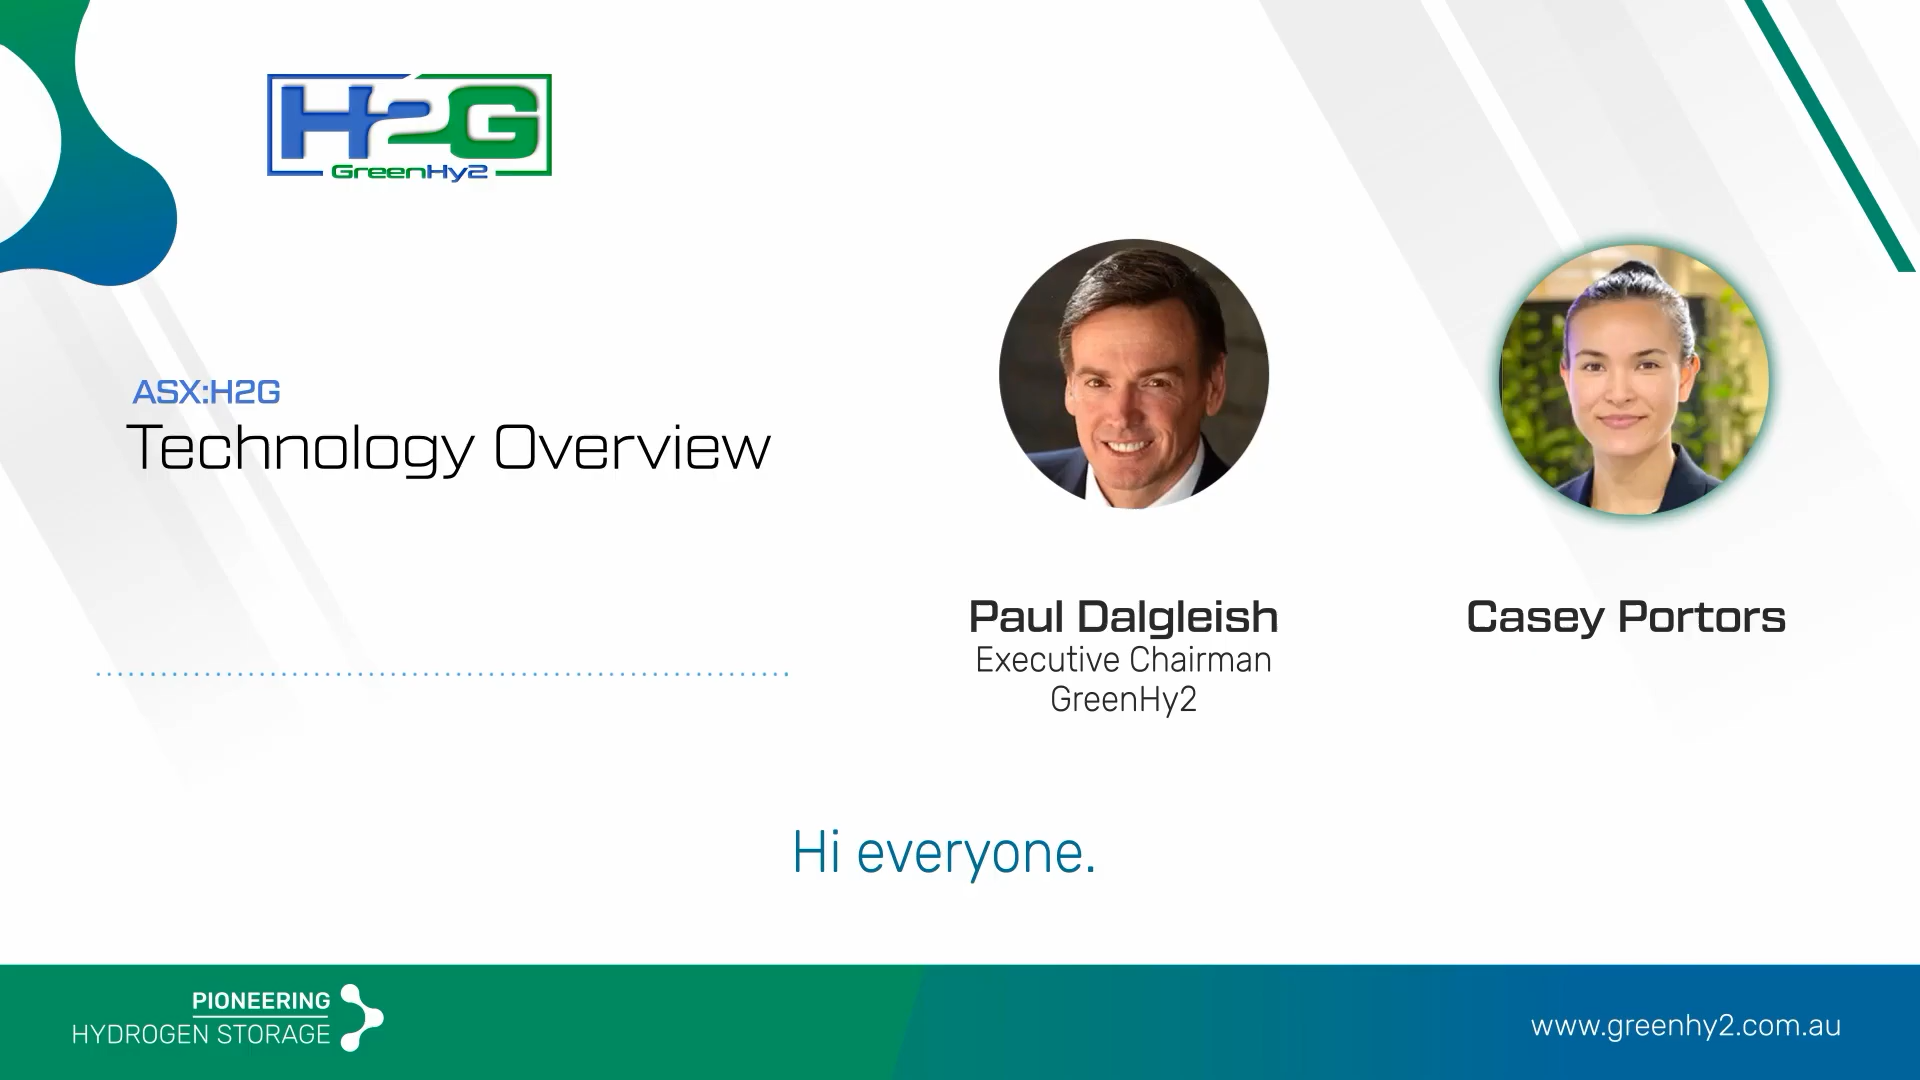 H2G
GreenHy2
ASX:H2G
Technology Overview
Paul Dalgleish
Executive Chairman
GreenHy2
Casey Portors
Hi everyone.
PIONEERING
HYDROGEN STORAGE
www.greenhy2.com.au